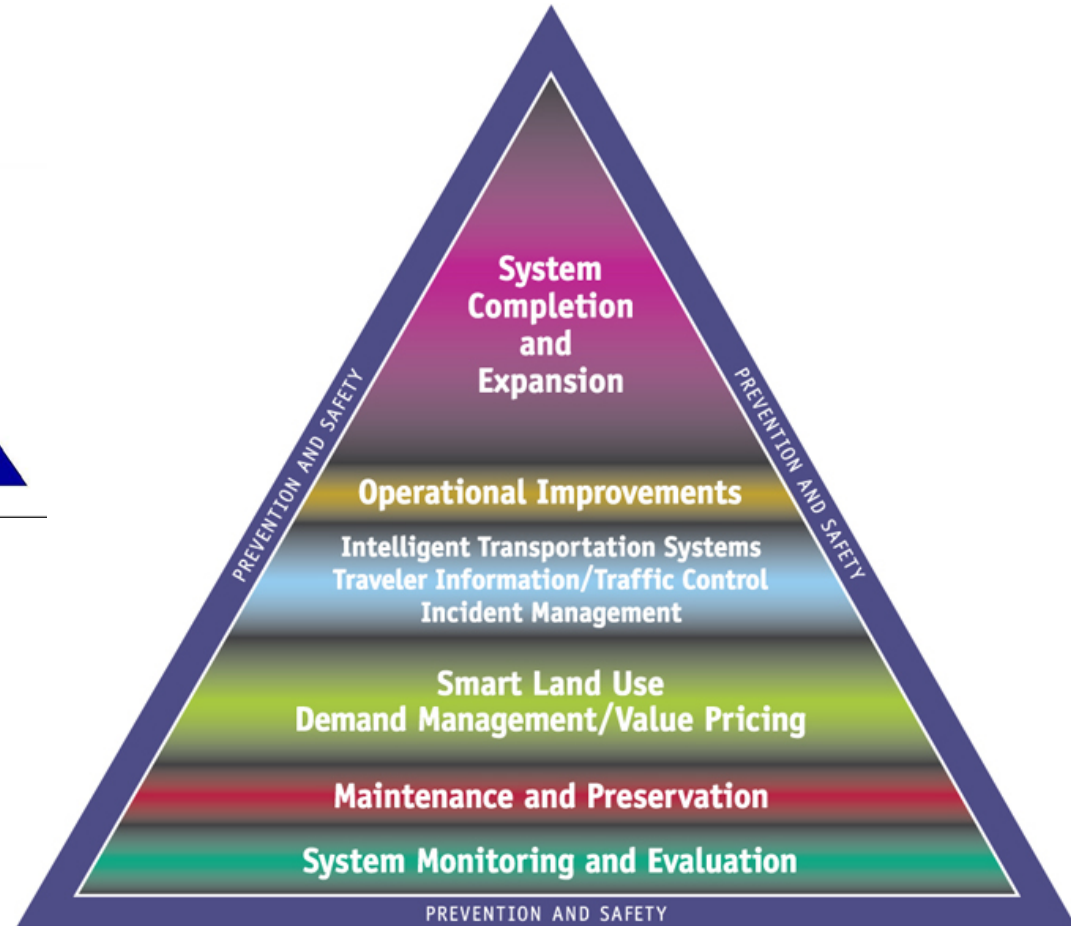 System
Completion
and
Expansion
PREVENTION AND SAFETY
PREVENTION AND SAFETY
Operational Improvements
Intelligent Transportation Systems
Traveler Information/Traffic Control
Incident Management
Smart Land Use
Demand Management/Value Pricing
Maintenance and Preservation
System Monitoring and Evaluation
PREVENTION AND SAFETY